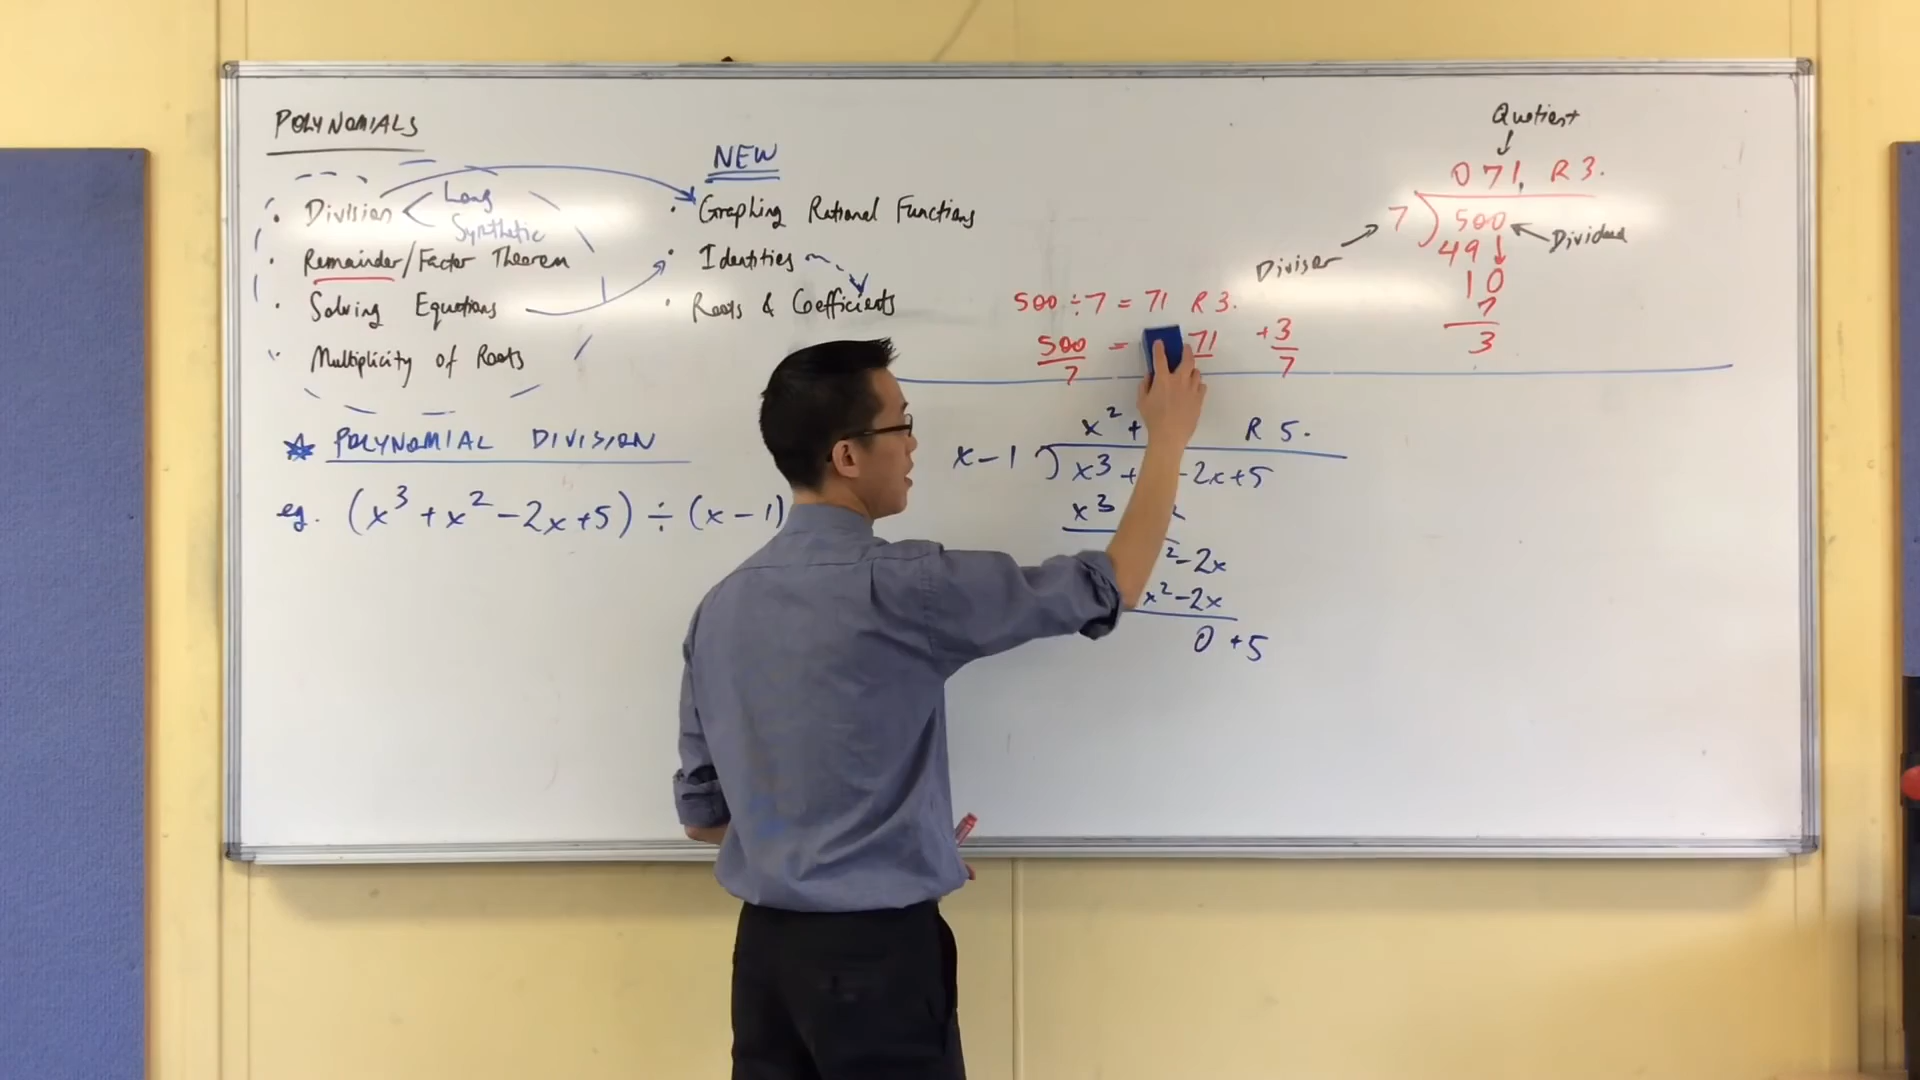 POLYNOMIALS
• Division < Long
Synthetic
• Remainder/Factor Theorem
• Solving Equations
• Multiplicity of Roots
NEW
• Graphing Rational Functions
• Identities
• Roots & Coefficients
Quotient
071, R 3.
7 ) 500
Dividend
Divisor
49
10
7
3
500 ÷ 7 = 71 R 3.
500 = 71 + 3
7 7
* POLYNOMIAL DIVISION
eg. (x³ + x² - 2x + 5) ÷ (x - 1)
x² + R 5.
x - 1 ) x³ + - 2x + 5
x³
² - 2x
x² - 2x
0 + 5